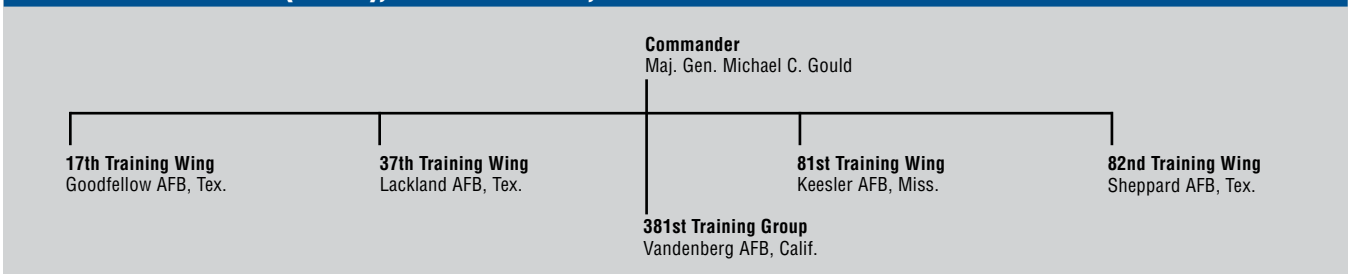 Commander
Maj. Gen. Michael C. Gould
17th Training Wing
Goodfellow AFB, Tex.
37th Training Wing
Lackland AFB, Tex.
81st Training Wing
Keesler AFB, Miss.
82nd Training Wing
Sheppard AFB, Tex.
381st Training Group
Vandenberg AFB, Calif.